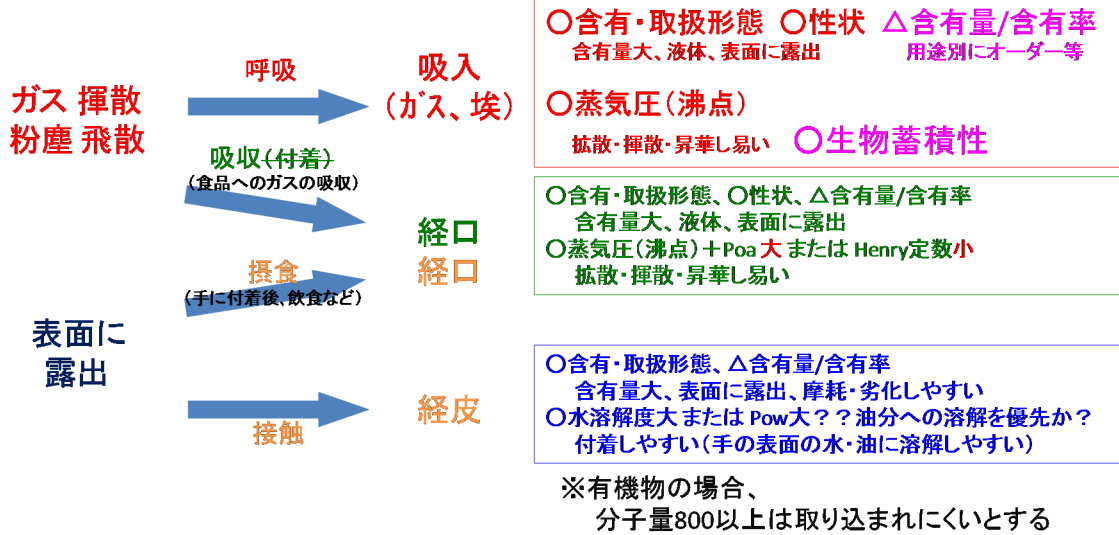 ガス 揮散
粉塵 飛散
呼吸
吸入
(ガス、埃)
○含有・取扱形態 ○性状 △含有量/含有率
含有量大、液体、表面に露出 用途別にオーダー等
○蒸気圧(沸点)
拡散・揮散・昇華し易い ○生物蓄積性
吸収(付着)
(食品へのガスの吸収)
経口
○含有・取扱形態、○性状、△含有量/含有率
含有量大、液体、表面に露出
○蒸気圧(沸点)+Poa 大 または Henry定数小
拡散・揮散・昇華し易い
摂食
(手に付着後、飲食など)
経口
表面に
露出
接触
経皮
○含有・取扱形態、△含有量/含有率
含有量大、表面に露出、摩耗・劣化しやすい
○水溶解度大 または Pow大??油分への溶解を優先か?
付着しやすい(手の表面の水・油に溶解しやすい)
※有機物の場合、
分子量800以上は取り込まれにくいとする